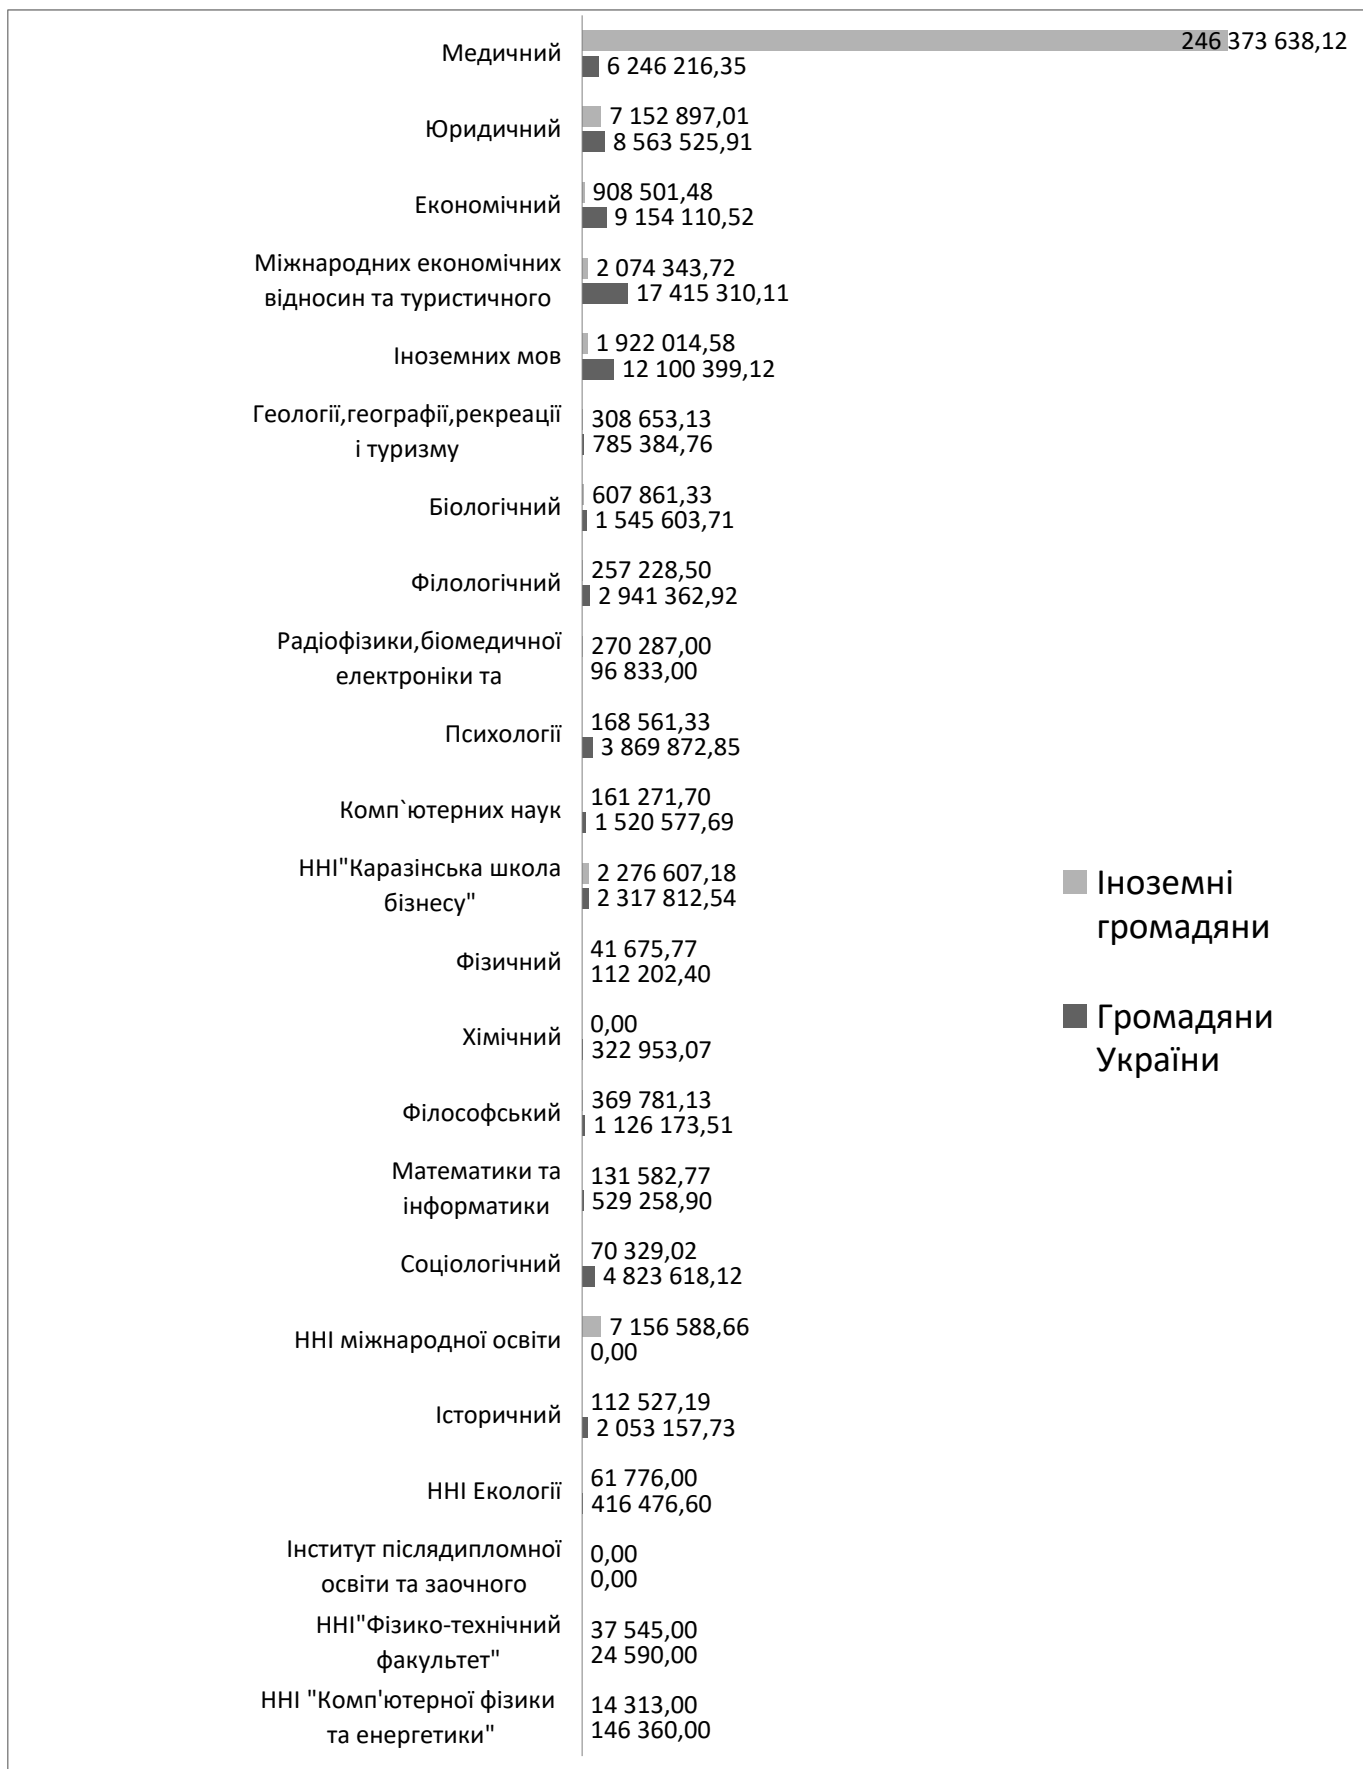 Медичний
246 373 638,12
6 246 216,35
Юридичний
7 152 897,01
8 563 525,91
Економічний
908 501,48
9 154 110,52
Міжнародних економічних
відносин та туристичного
2 074 343,72
17 415 310,11
Іноземних мов
1 922 014,58
12 100 399,12
Геології,географії,рекреації
і туризму
308 653,13
785 384,76
Біологічний
607 861,33
1 545 603,71
Філологічний
257 228,50
2 941 362,92
Радіофізики,біомедичної
електроніки та
270 287,00
96 833,00
Психології
168 561,33
3 869 872,85
Комп`ютерних наук
161 271,70
1 520 577,69
ННІ"Каразінська школа
бізнесу"
2 276 607,18
2 317 812,54
Фізичний
41 675,77
112 202,40
Хімічний
0,00
322 953,07
Філософський
369 781,13
1 126 173,51
Математики та
інформатики
131 582,77
529 258,90
Соціологічний
70 329,02
4 823 618,12
ННІ міжнародної освіти
7 156 588,66
0,00
Історичний
112 527,19
2 053 157,73
ННІ Екології
61 776,00
416 476,60
Інститут післядипломної
освіти та заочного
0,00
0,00
ННІ"Фізико-технічний
факультет"
37 545,00
24 590,00
ННІ "Комп'ютерної фізики
та енергетики"
14 313,00
146 360,00
Іноземні
громадяни
Громадяни
України